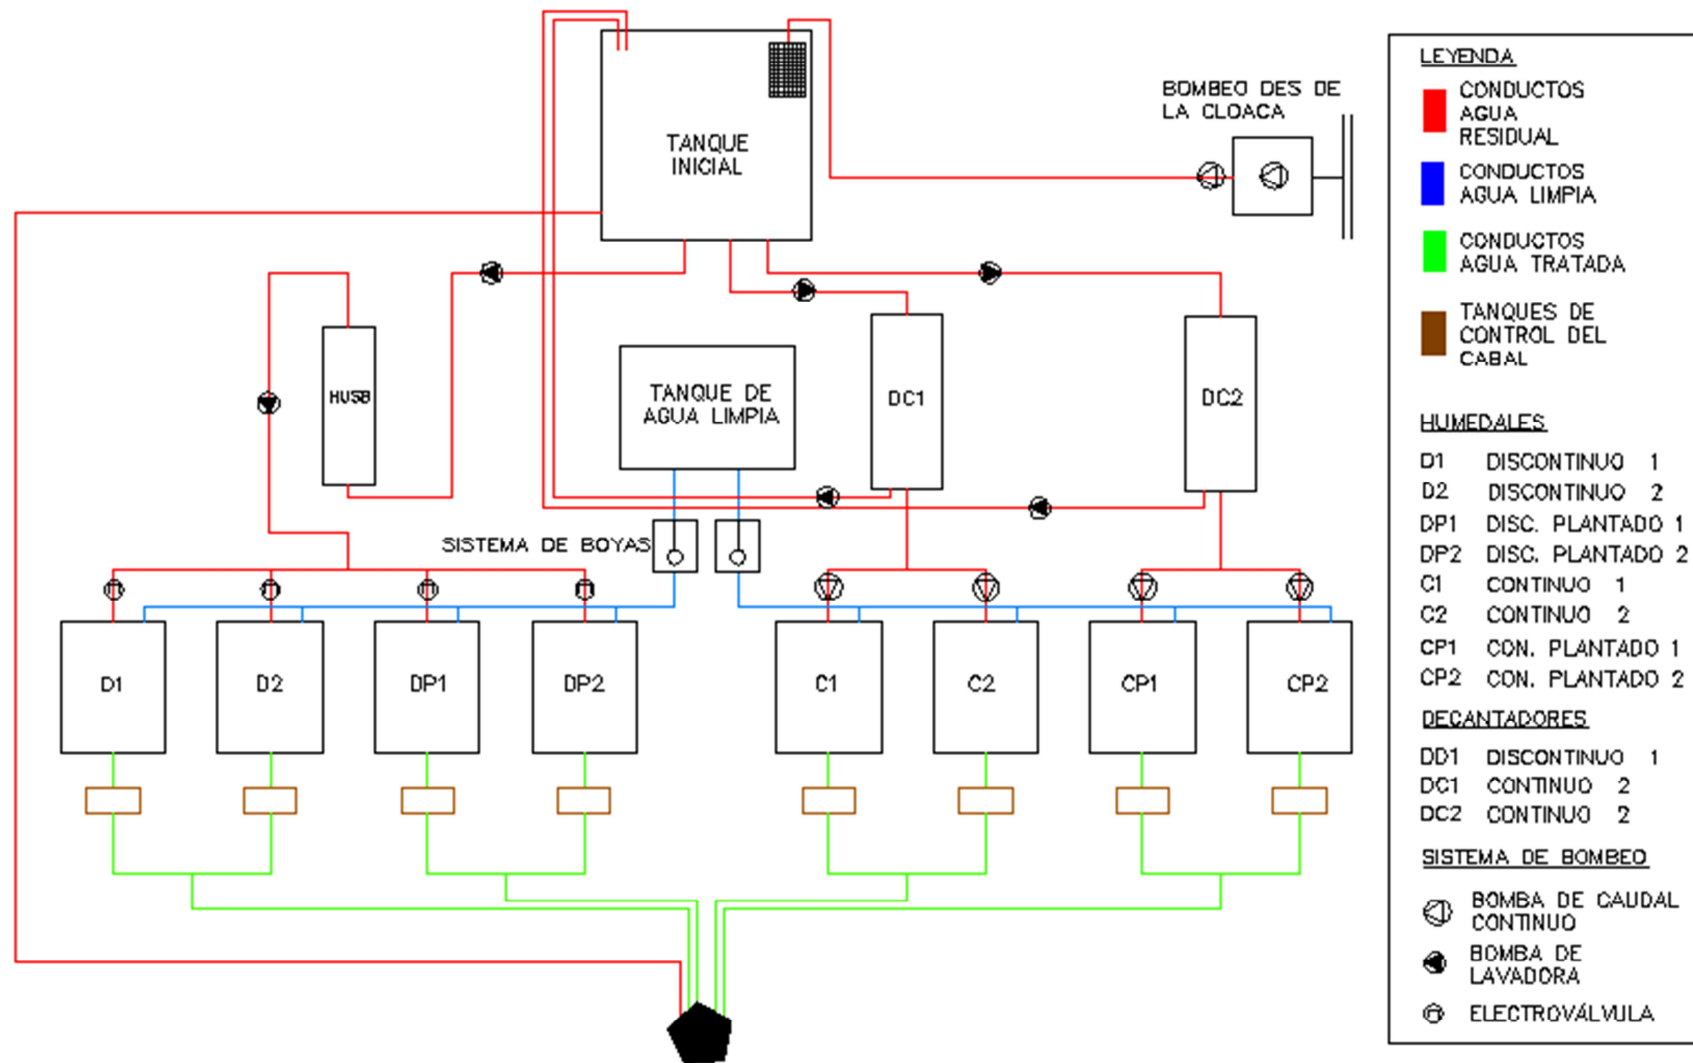 BOMBEO DES DE
LA CLOACA
TANQUE
INICIAL
HUSB
TANQUE DE
AGUA LIMPIA
DC1
DC2
SISTEMA DE BOYAS
D1
D2
DP1
DP2
C1
C2
CP1
CP2
LEYENDA
CONDUCTOS
AGUA
RESIDUAL
CONDUCTOS
AGUA LIMPIA
CONDUCTOS
AGUA TRATADA
TANQUES DE
CONTROL DEL
CABAL
HUMEDALES
D1 DISCONTINUO 1
D2 DISCONTINUO 2
DP1 DISC. PLANTADO 1
DP2 DISC. PLANTADO 2
C1 CONTINUO 1
C2 CONTINUO 2
CP1 CON. PLANTADO 1
CP2 CON. PLANTADO 2
DECANTADORES
DD1 DISCONTINUO 1
DC1 CONTINUO 2
DC2 CONTINUO 2
SISTEMA DE BOMBEO
BOMBA DE CAUDAL
CONTINUO
BOMBA DE
LAVADORA
ELECTROVÁLVULA